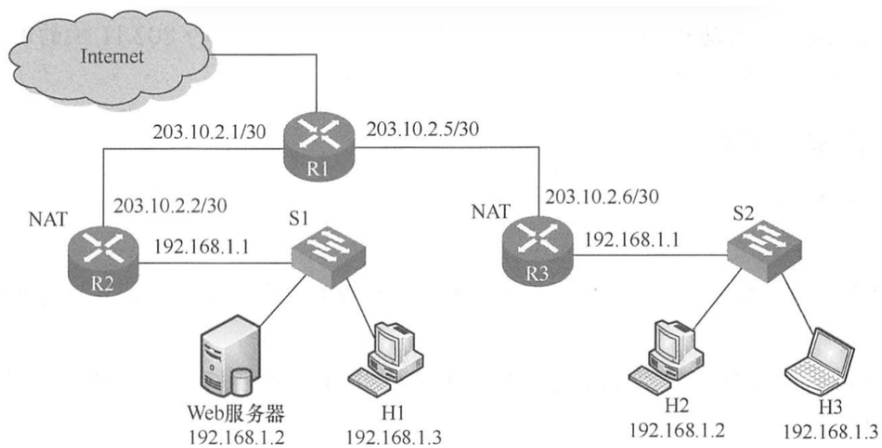 Internet
203.10.2.1/30
203.10.2.5/30
R1
NAT
203.10.2.2/30
S1
192.168.1.1
R2
NAT
203.10.2.6/30
S2
192.168.1.1
R3
Web服务器
192.168.1.2
H1
192.168.1.3
H2
192.168.1.2
H3
192.168.1.3